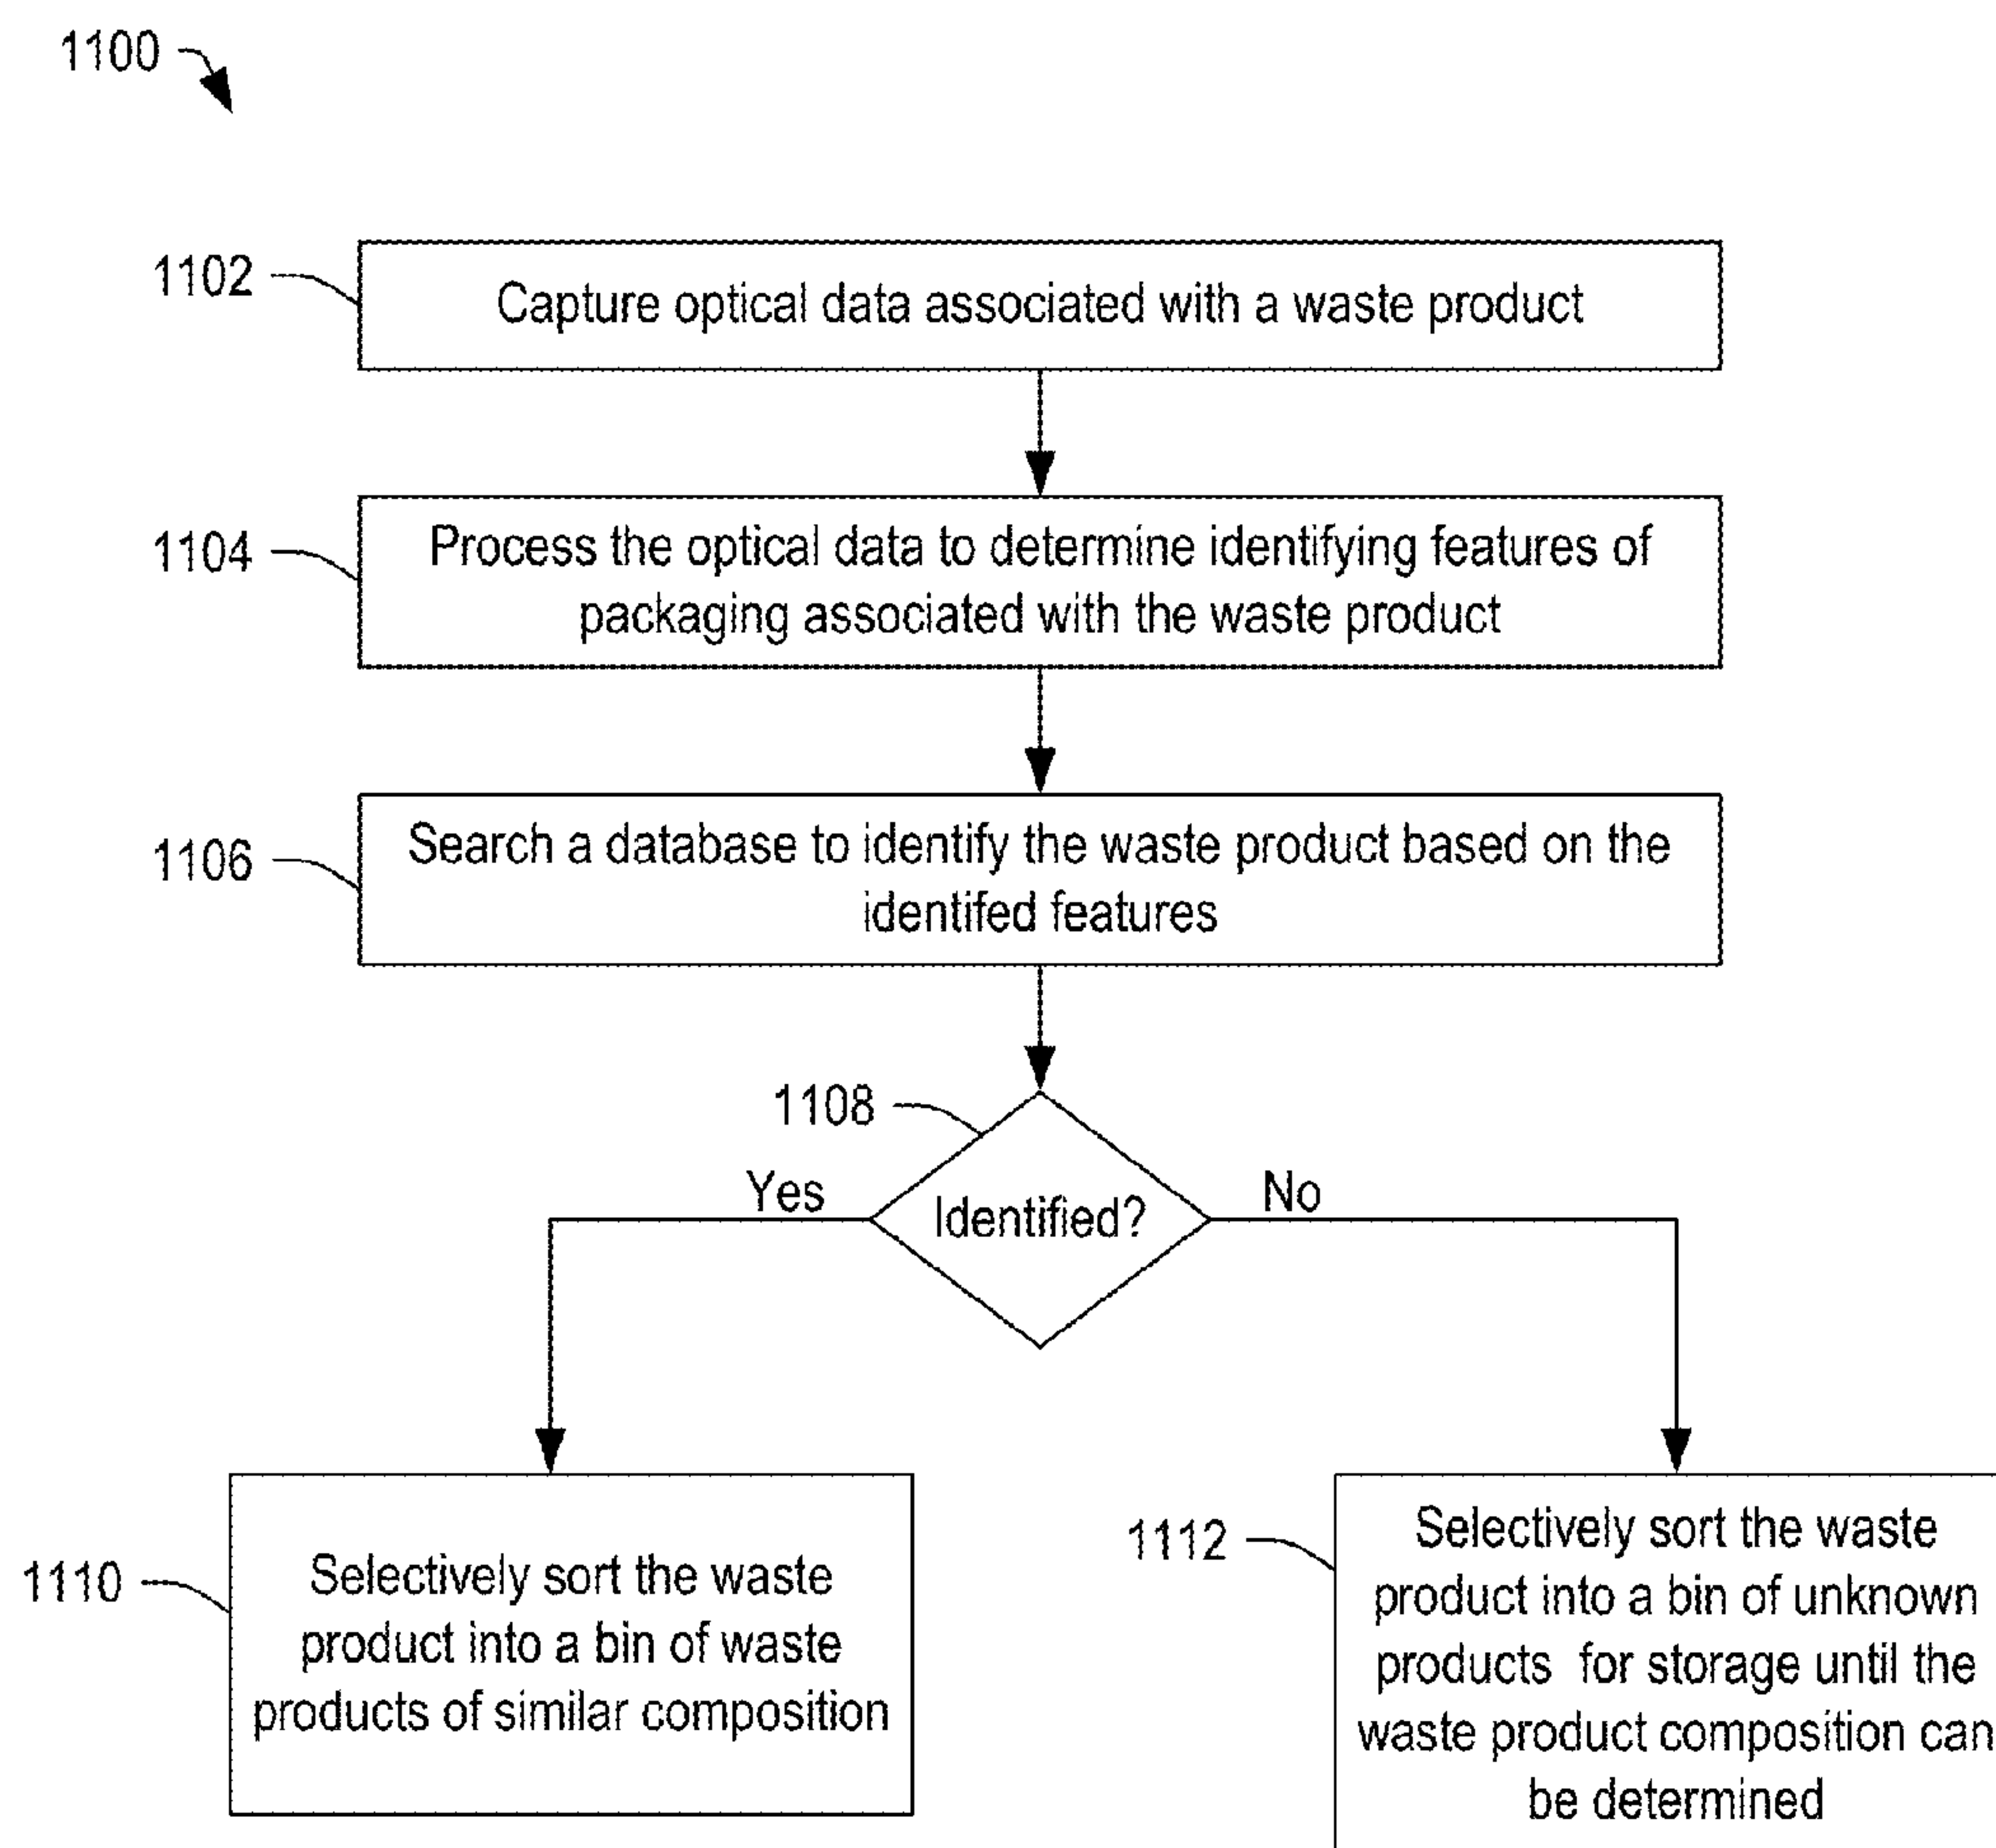 1100
1102
Capture optical data associated with a waste product
1104
Process the optical data to determine identifying features of
packaging associated with the waste product
1106
Search a database to identify the waste product based on the
identifed features
1108
Yes
Identified?
No
1110
Selectively sort the waste
product into a bin of waste
products of similar composition
1112
Selectively sort the waste
product into a bin of unknown
products for storage until the
waste product composition can
be determined